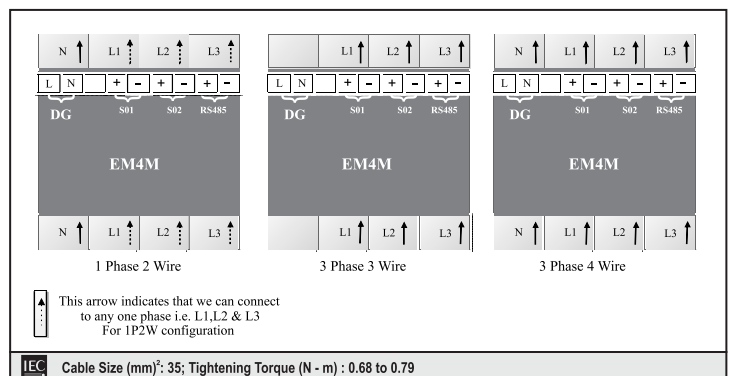 N L1 L2 L3 L1 L2 L3 N L1 L2 L3
L N + - + - + - L N + - + - + - L N + - + - + -
DG S01 S02 RS485 DG S01 S02 RS485 DG S01 S02 RS485
EM4M EM4M EM4M
N L1 L2 L3 L1 L2 L3 N L1 L2 L3
1 Phase 2 Wire 3 Phase 3 Wire 3 Phase 4 Wire
This arrow indicates that we can connect
to any one phase i.e. L1,L2 & L3
For 1P2W configuration
IEC Cable Size (mm)²: 35; Tightening Torque (N - m) : 0.68 to 0.79